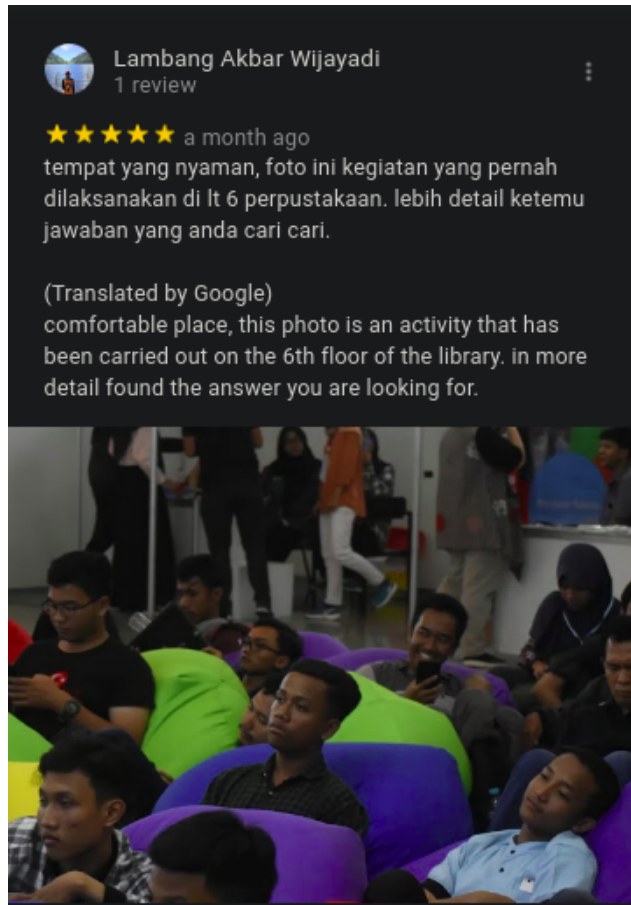 Lambang Akbar Wijayadi
1 review
a month ago
tempat yang nyaman, foto ini kegiatan yang pernah
dilaksanakan di lt 6 perpustakaan. lebih detail ketemu
jawaban yang anda cari cari.
(Translated by Google)
comfortable place, this photo is an activity that has
been carried out on the 6th floor of the library. in more
detail found the answer you are looking for.